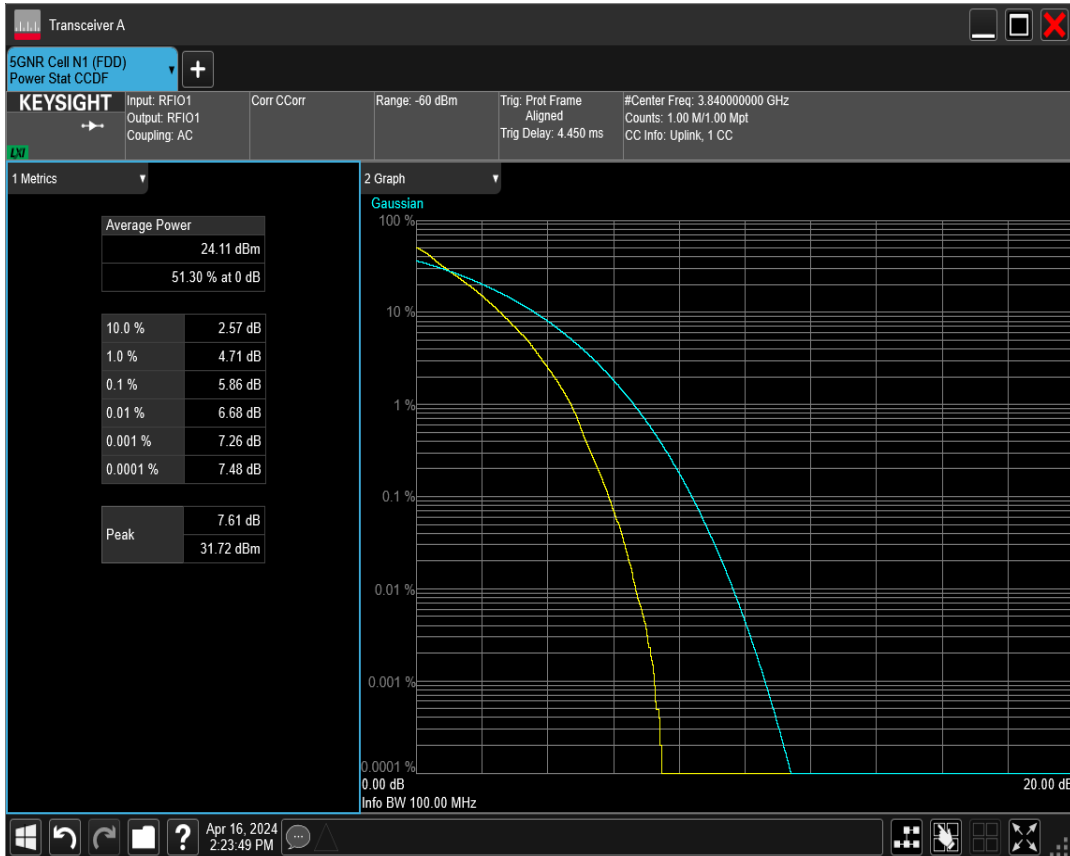 Transceiver A
5GNR Cell N1 (FDD)
Power Stat CCDF
+
KEYSIGHT
LXI
Input: RFIO1
Output: RFIO1
Coupling: AC
Corr CCorr
Range: -60 dBm
Trig: Prot Frame
Aligned
Trig Delay: 4.450 ms
#Center Freq: 3.840000000 GHz
Counts: 1.00 M/1.00 Mpt
CC Info: Uplink, 1 CC
1 Metrics
Average Power
24.11 dBm
51.30 % at 0 dB
10.0 % 2.57 dB
1.0 % 4.71 dB
0.1 % 5.86 dB
0.01 % 6.68 dB
0.001 % 7.26 dB
0.0001 % 7.48 dB
Peak
7.61 dB
31.72 dBm
2 Graph
Gaussian
100 %
10 %
1 %
0.1 %
0.01 %
0.001 %
0.0001 %
0.00 dB 20.00 dB
Info BW 100.00 MHz
?
Apr 16, 2024
2:23:49 PM